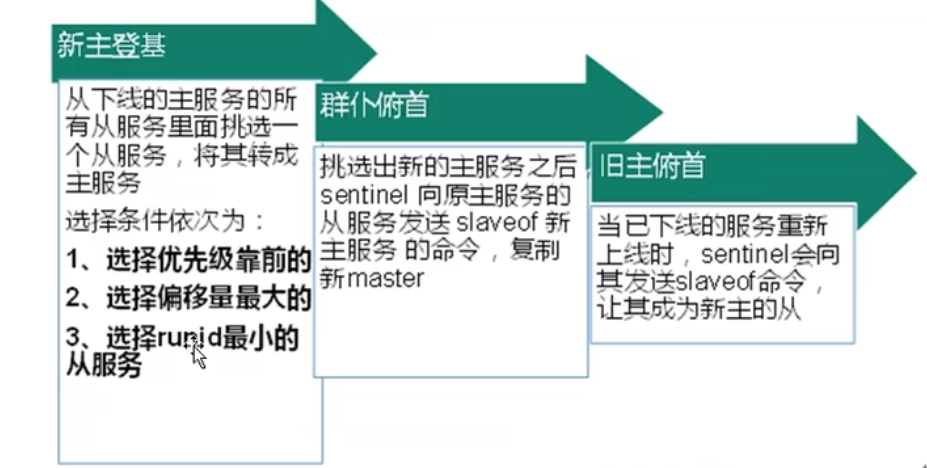 新主登基
从下线的主服务的所
有从服务里面挑选一
个从服务，将其转成
主服务
选择条件依次为：
1、选择优先级靠前的
2、选择偏移量最大的
3、选择runid最小的
从服务
群仆俯首
挑选出新的主服务之后，
sentinel 向原主服务的
从服务发送 slaveof 新
主服务 的命令，复制
新master
旧主俯首
当已下线的服务重新
上线时，sentinel会向
其发送slaveof命令，
让其成为新主的从